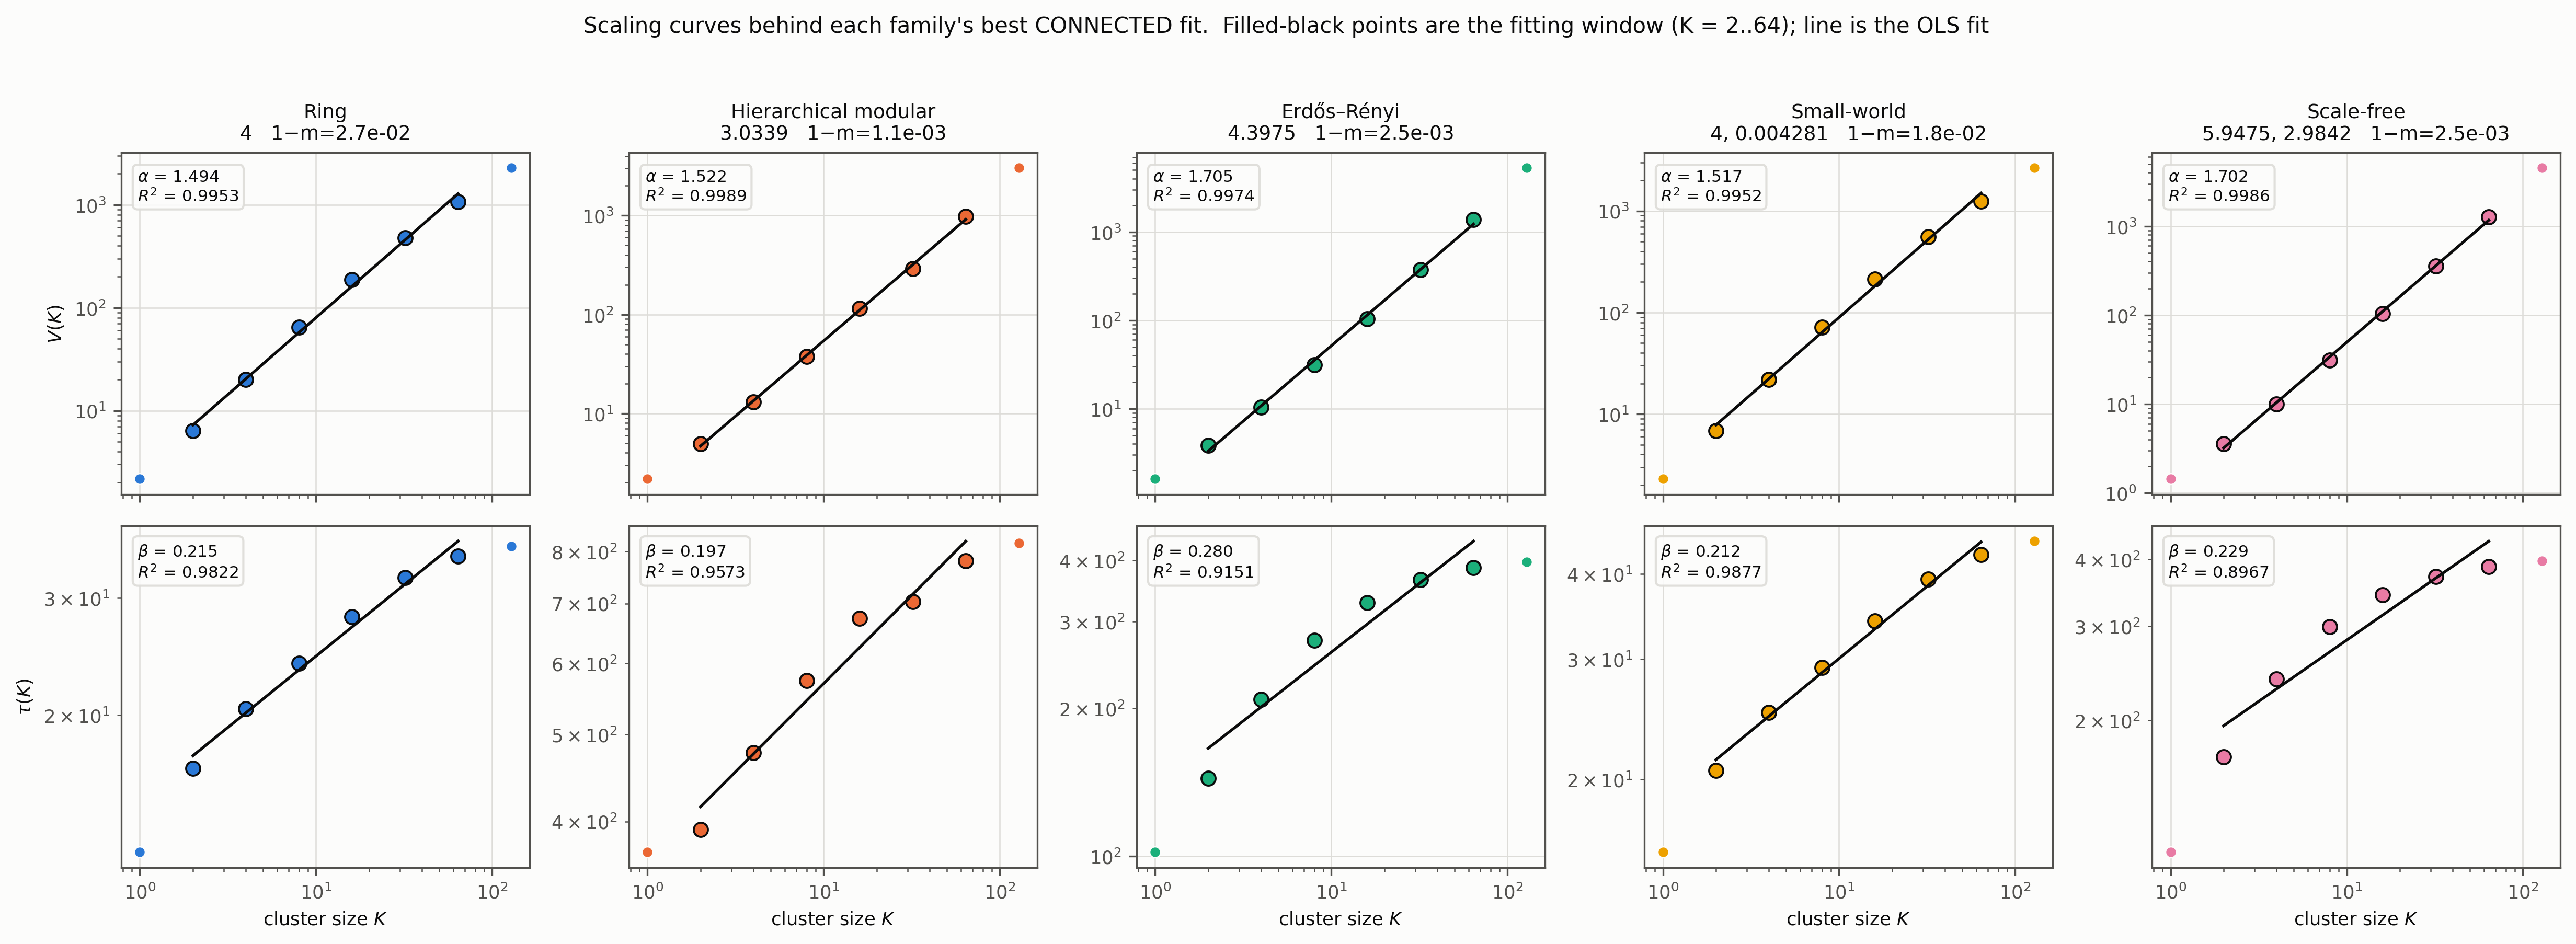 Scaling curves behind each family's best CONNECTED fit.  Filled-black points are the fitting window (K = 2..64); line is the OLS fit
Ring
4   1−m=2.7e-02
Hierarchical modular
3.0339   1−m=1.1e-03
Erdős–Rényi
4.3975   1−m=2.5e-03
Small-world
4, 0.004281   1−m=1.8e-02
Scale-free
5.9475, 2.9842   1−m=2.5e-03
V(K)
α = 1.494
R² = 0.9953
10³
10²
10¹
α = 1.522
R² = 0.9989
10³
10²
10¹
α = 1.705
R² = 0.9974
10³
10²
10¹
α = 1.517
R² = 0.9952
10³
10²
10¹
α = 1.702
R² = 0.9986
10³
10²
10¹
10⁰
τ(K)
β = 0.215
R² = 0.9822
3 × 10¹
2 × 10¹
10⁰ 10¹ 10²
cluster size K
β = 0.197
R² = 0.9573
8 × 10²
7 × 10²
6 × 10²
5 × 10²
4 × 10²
10⁰ 10¹ 10²
cluster size K
β = 0.280
R² = 0.9151
4 × 10²
3 × 10²
2 × 10²
10²
10⁰ 10¹ 10²
cluster size K
β = 0.212
R² = 0.9877
4 × 10¹
3 × 10¹
2 × 10¹
10⁰ 10¹ 10²
cluster size K
β = 0.229
R² = 0.8967
4 × 10²
3 × 10²
2 × 10²
10⁰ 10¹ 10²
cluster size K